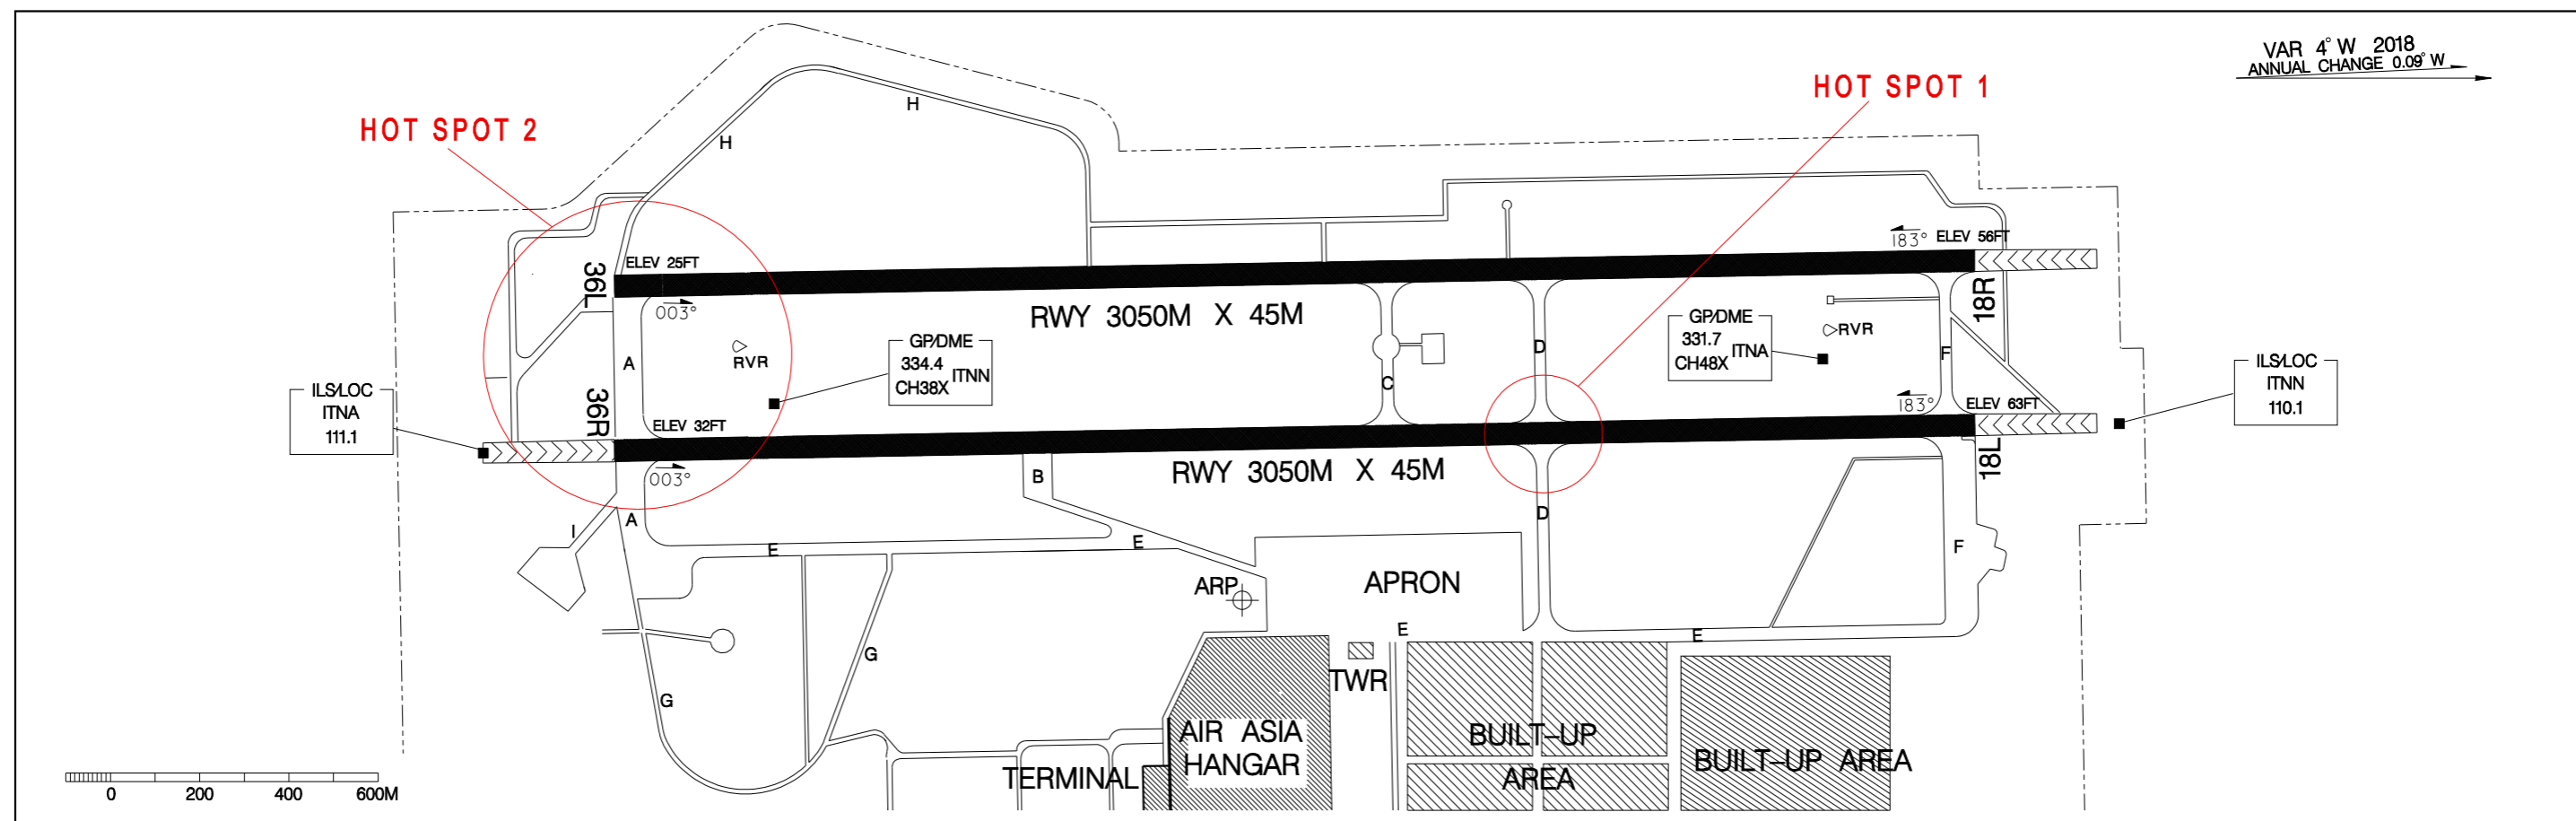 VAR 4° W 2018
ANNUAL CHANGE 0.09° W
HOT SPOT 1
HOT SPOT 2
H
H
183° ELEV 56FT
36L
ELEV 25FT
003°
RWY 3050M X 45M
18R
A
RVR
GP/DME
334.4
CH38X
ITNN
C
D
GP/DME
331.7
CH48X
ITNA
RVR
F
ILS/LOC
ITNA
111.1
ILS/LOC
ITNN
110.1
36R
ELEV 32FT
183°
ELEV 63FT
003°
RWY 3050M X 45M
18L
B
A
I
D
E
E
F
ARP
APRON
E
E
G
G
TWR
AIR ASIA
HANGAR
TERMINAL
BUILT-UP
AREA
BUILT-UP AREA
0 200 400 600M